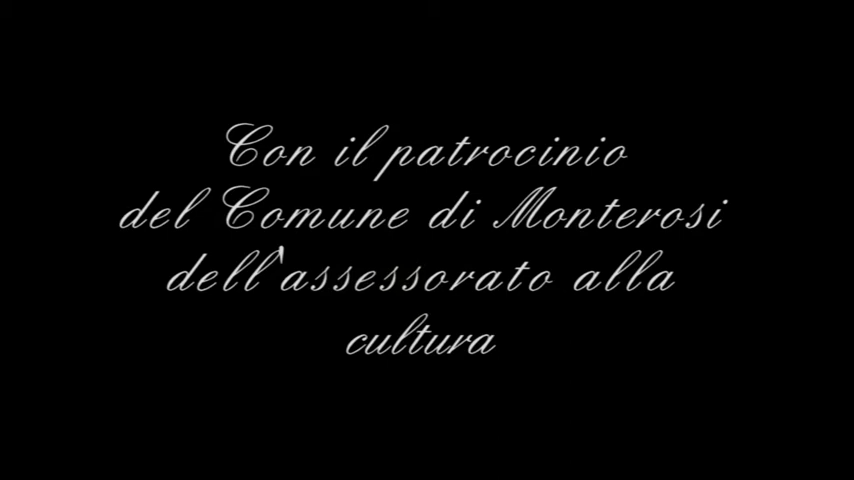 Con il patrocinio
del Comune di Monterosi
dell'assessorato alla
cultura